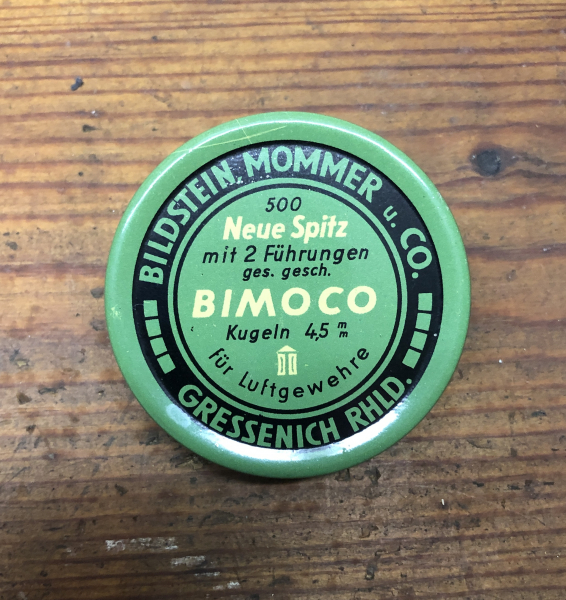 BILDSTEIN, MOMMER u. CO.
500
Neue Spitz
mit 2 Führungen
ges. gesch.
BIMOCO
Kugeln 4,5 m/m
für Luftgewehre
GRESSENICH RHLD.